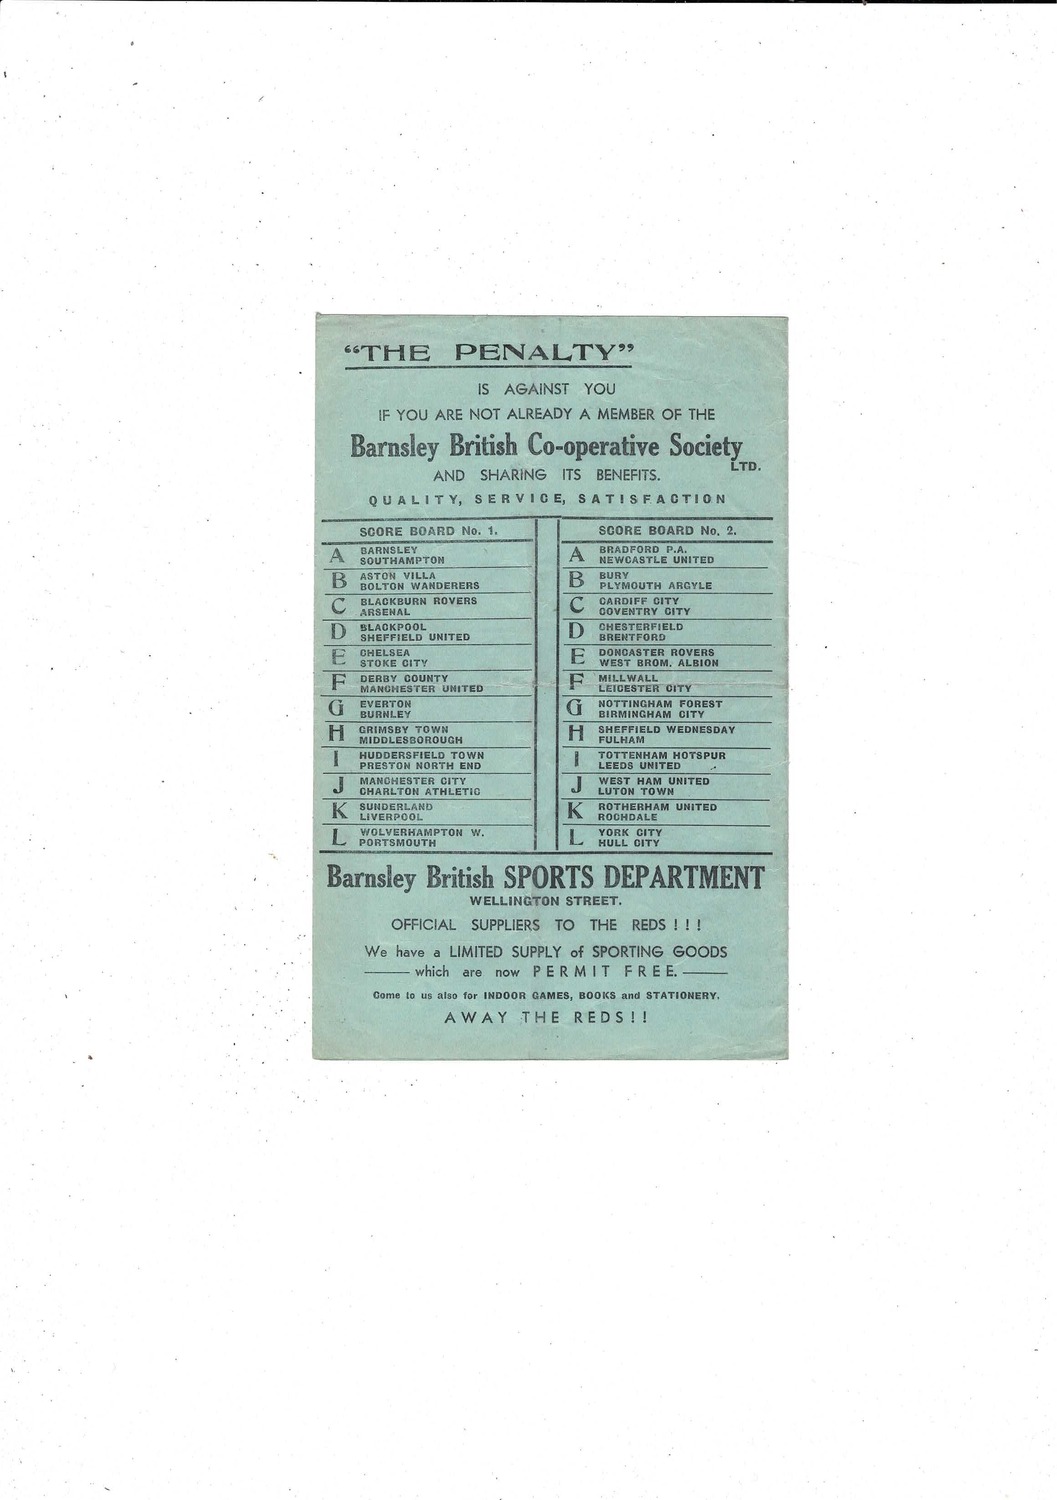 “THE PENALTY”
IS AGAINST YOU
IF YOU ARE NOT ALREADY A MEMBER OF THE
Barnsley British Co-operative Society
LTD.
AND SHARING ITS BENEFITS.
QUALITY, SERVICE, SATISFACTION
SCORE BOARD No. 1.
A BARNSLEY
SOUTHAMPTON
B ASTON VILLA
BOLTON WANDERERS
C BLACKBURN ROVERS
ARSENAL
D BLACKPOOL
SHEFFIELD UNITED
E CHELSEA
STOKE CITY
F DERBY COUNTY
MANCHESTER UNITED
G EVERTON
BURNLEY
H GRIMSBY TOWN
MIDDLESBOROUGH
I HUDDERSFIELD TOWN
PRESTON NORTH END
J MANCHESTER CITY
CHARLTON ATHLETIC
K SUNDERLAND
LIVERPOOL
L WOLVERHAMPTON W.
PORTSMOUTH
SCORE BOARD No. 2.
A BRADFORD P.A.
NEWCASTLE UNITED
B BURY
PLYMOUTH ARGYLE
C CARDIFF CITY
COVENTRY CITY
D CHESTERFIELD
BRENTFORD
E DONCASTER ROVERS
WEST BROM. ALBION
F MILLWALL
LEICESTER CITY
G NOTTINGHAM FOREST
BIRMINGHAM CITY
H SHEFFIELD WEDNESDAY
FULHAM
I TOTTENHAM HOTSPUR
LEEDS UNITED
J WEST HAM UNITED
LUTON TOWN
K ROTHERHAM UNITED
ROCHDALE
L YORK CITY
HULL CITY
Barnsley British SPORTS DEPARTMENT
WELLINGTON STREET.
OFFICIAL SUPPLIERS TO THE REDS ! ! !
We have a LIMITED SUPPLY of SPORTING GOODS
which are now PERMIT FREE.
Come to us also for INDOOR GAMES, BOOKS and STATIONERY.
AWAY THE REDS ! !